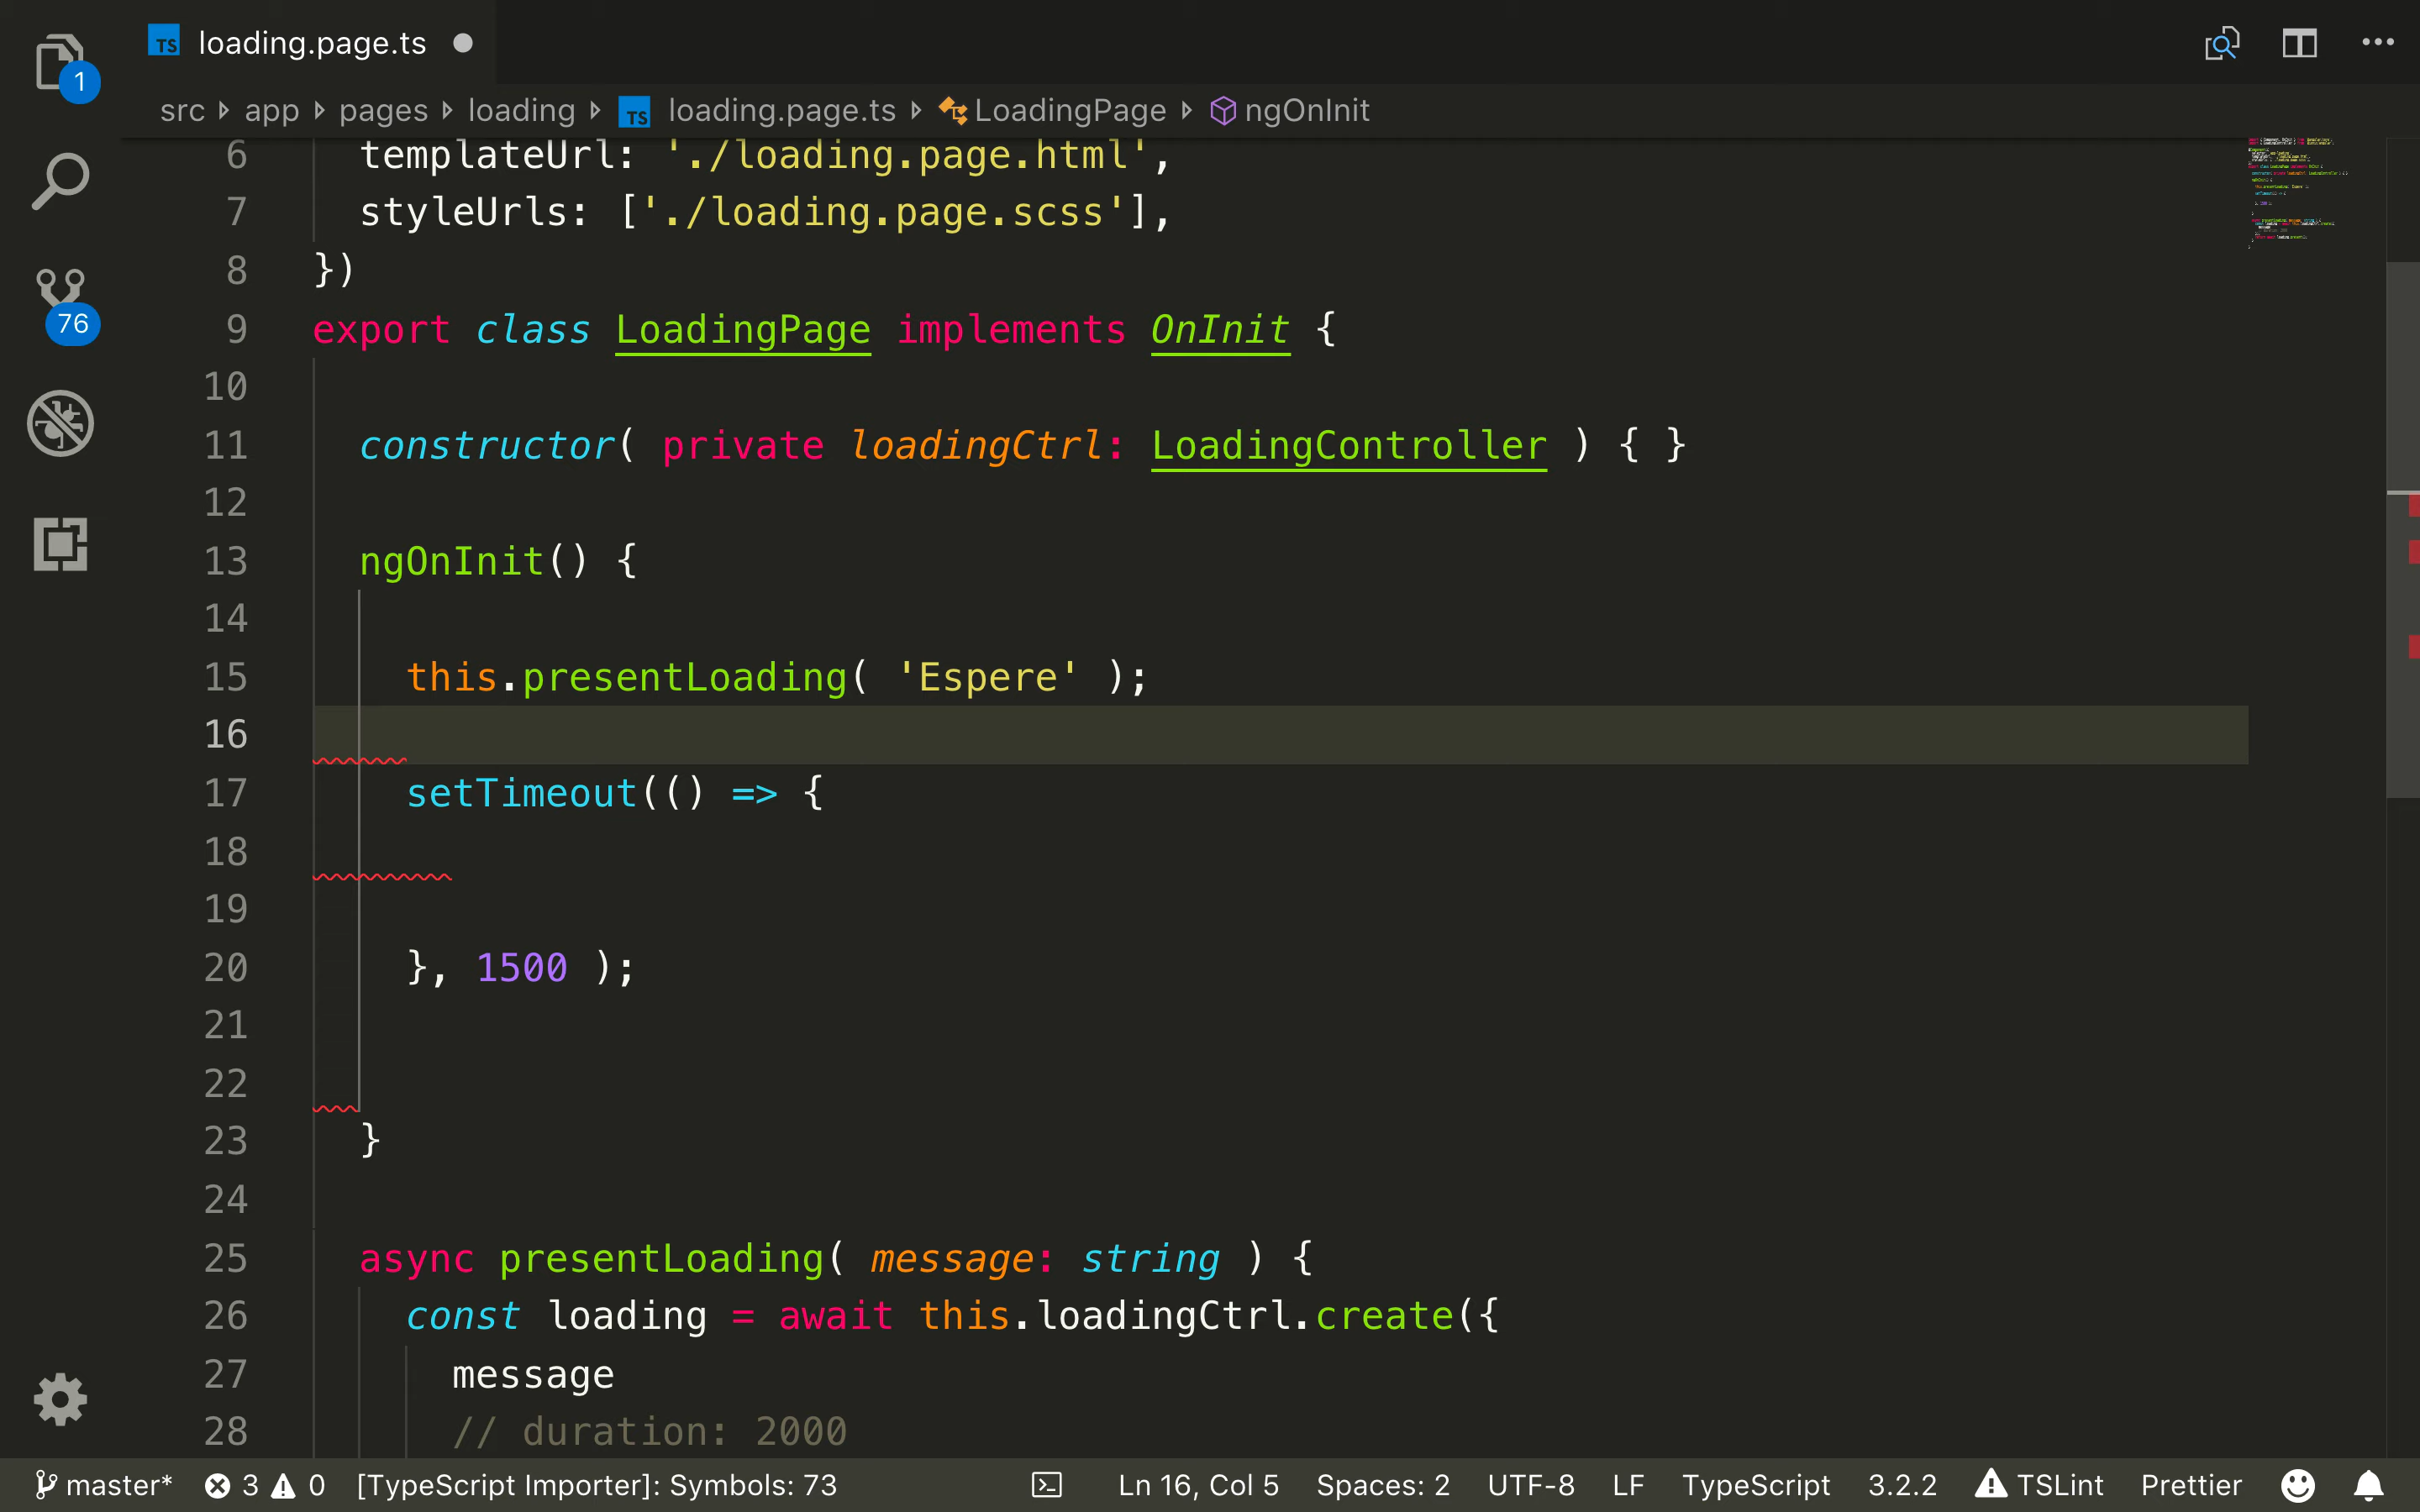 TS loading.page.ts
1
src app pages loading TS loading.page.ts LoadingPage ngOnInit
6 templateUrl: './loading.page.html',
7 styleUrls: ['./loading.page.scss'],
8 })
76
9 export class LoadingPage implements OnInit {
10
11 constructor( private loadingCtrl: LoadingController ) { }
12
13 ngOnInit() {
14
15 this.presentLoading( 'Espere' );
16
17 setTimeout(() => {
18
19
20 }, 1500 );
21
22
23 }
24
25 async presentLoading( message: string ) {
26 const loading = await this.loadingCtrl.create({
27 message
28 // duration: 2000
master* 3 0 [TypeScript Importer]: Symbols: 73 Ln 16, Col 5 Spaces: 2 UTF-8 LF TypeScript 3.2.2 TSLint Prettier